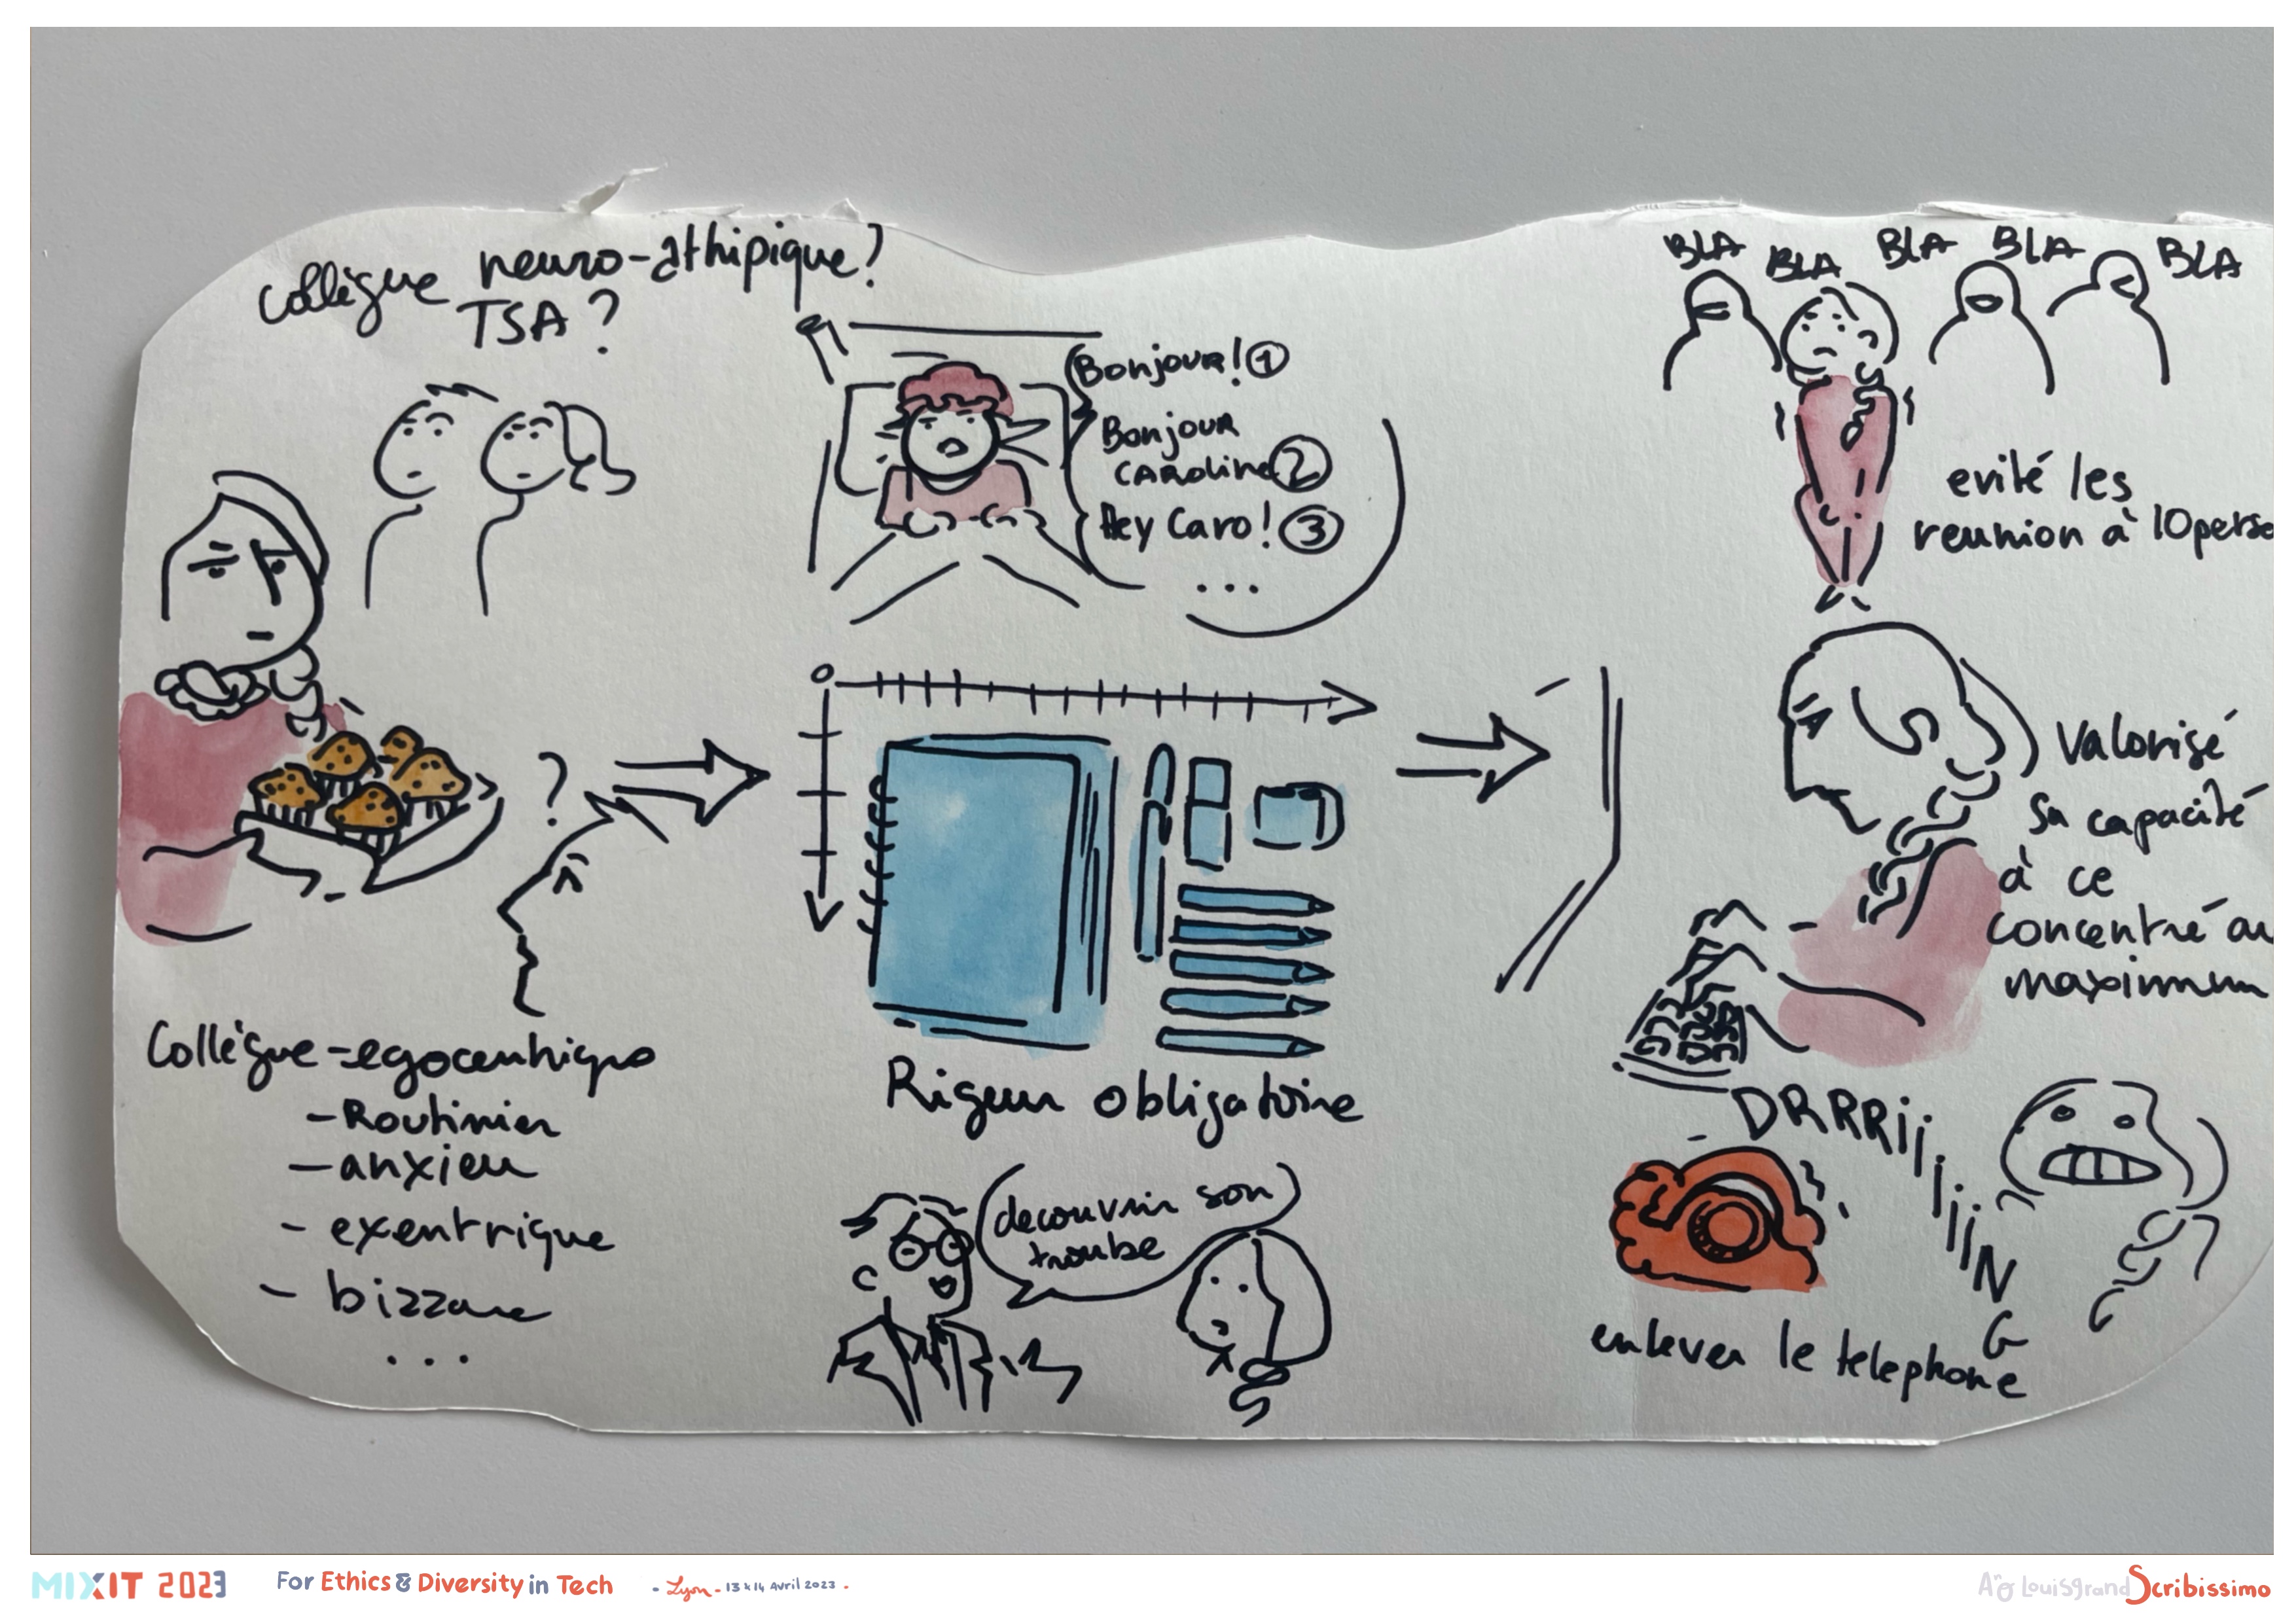 collègue neuro-athipique?
TSA?
Collègue -egocentrique
-Routinier
-anxieu
- exentrique
- bizzare
...
?
Bonjour! 1
Bonjour
CAROline 2
Hey Caro! 3
...
0
Rigeur obligatoire
decouvrir son
trouble
BLA BLA BLA BLA BLA
evité les
reunion à 10perso
Valorisé
sa capacité
à ce
concentré au
maximum
DRRRiiiiiiiNG
enlever le telephone
MIXIT 2023 For Ethics & Diversity in Tech - Lyon - 13 & 14 Avril 2023 -
Louisgrand Scribissimo